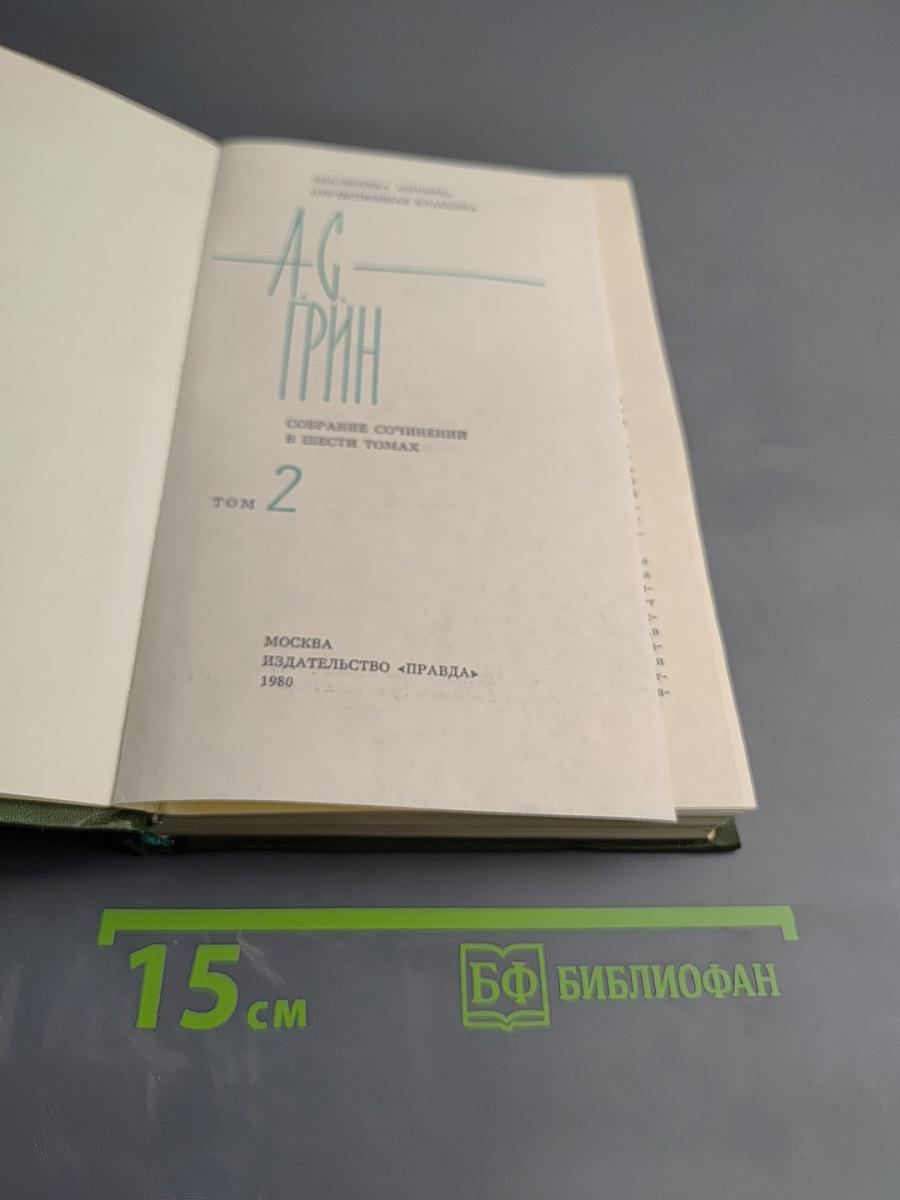 А.С.
ГРИН
СОБРАНИЕ СОЧИНЕНИЙ
В ШЕСТИ ТОМАХ
ТОМ 2
МОСКВА
ИЗДАТЕЛЬСТВО «ПРАВДА»
1980
15 см
БФ БИБЛИОФАН